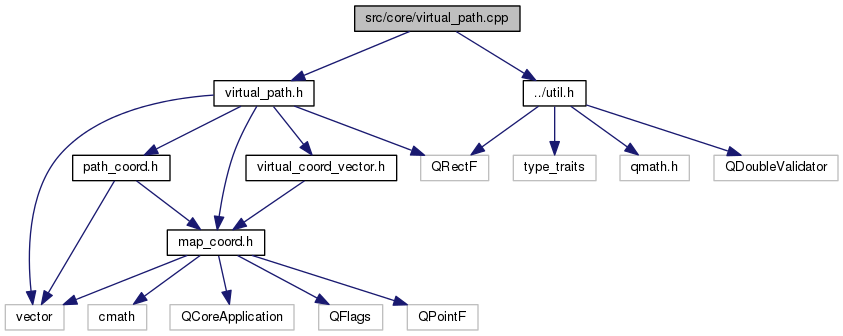 src/core/virtual_path.cpp
virtual_path.h
../util.h
path_coord.h
virtual_coord_vector.h
QRectF
type_traits
qmath.h
QDoubleValidator
map_coord.h
vector
cmath
QCoreApplication
QFlags
QPointF